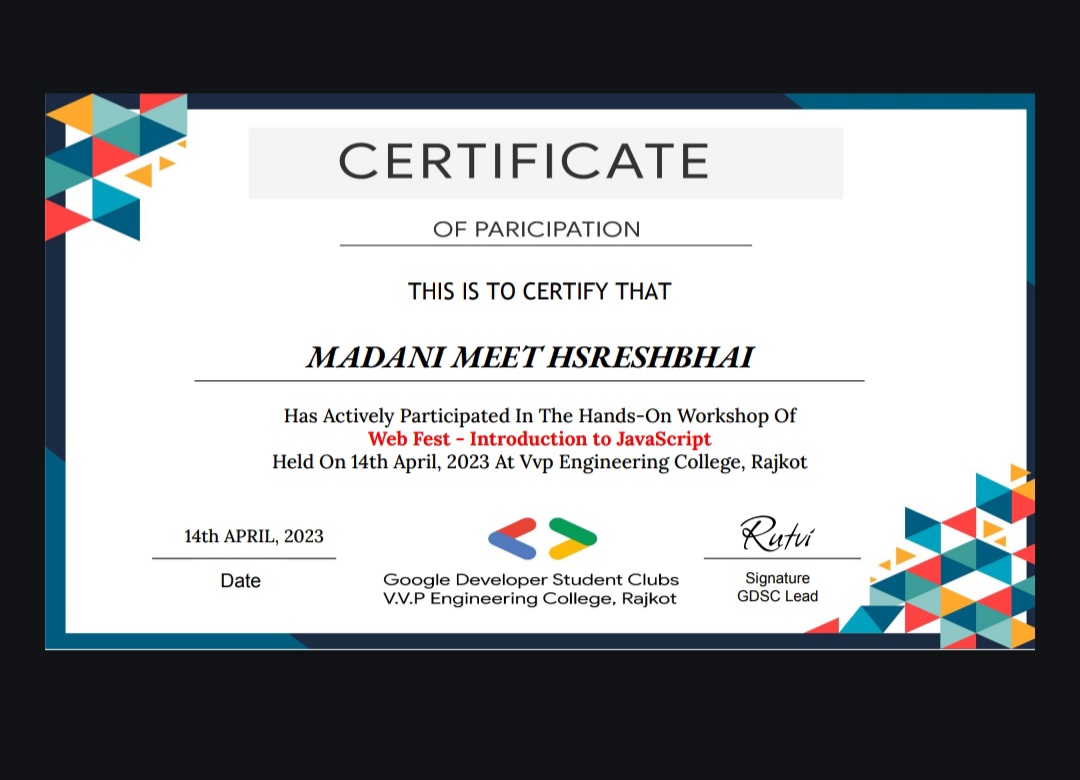 CERTIFICATE
OF PARICIPATION
THIS IS TO CERTIFY THAT
MADANI MEET HSRESHBHAI
Has Actively Participated In The Hands-On Workshop Of
Web Fest - Introduction to JavaScript
Held On 14th April, 2023 At Vvp Engineering College, Rajkot
14th APRIL, 2023
Date
Google Developer Student Clubs
V.V.P Engineering College, Rajkot
Rutvi
Signature
GDSC Lead